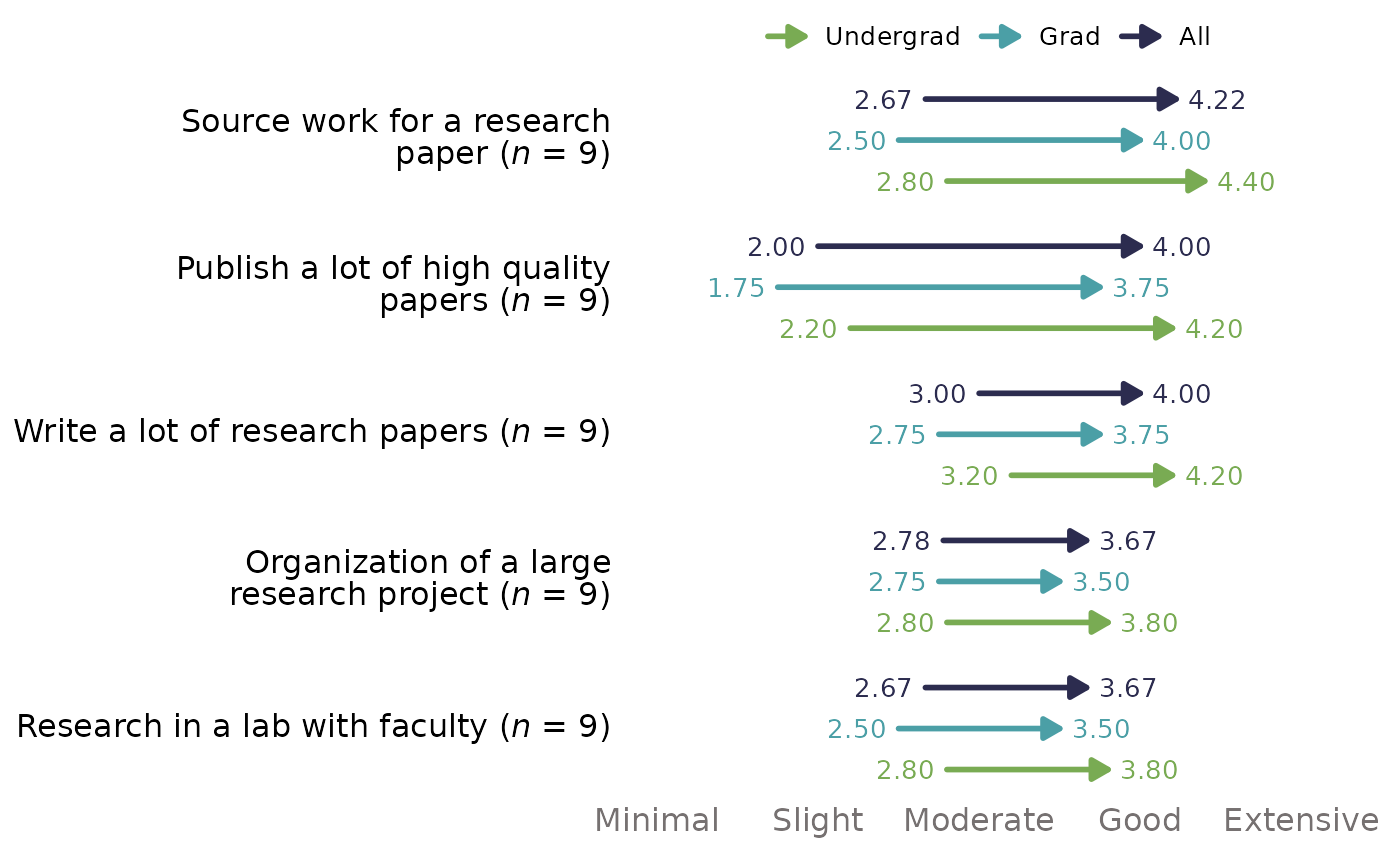 Undergrad Grad All
Source work for a research
paper (n = 9)
2.67 4.22
2.50 4.00
2.80 4.40
Publish a lot of high quality
papers (n = 9)
2.00 4.00
1.75 3.75
2.20 4.20
Write a lot of research papers (n = 9)
3.00 4.00
2.75 3.75
3.20 4.20
Organization of a large
research project (n = 9)
2.78 3.67
2.75 3.50
2.80 3.80
Research in a lab with faculty (n = 9)
2.67 3.67
2.50 3.50
2.80 3.80
Minimal Slight Moderate Good Extensive